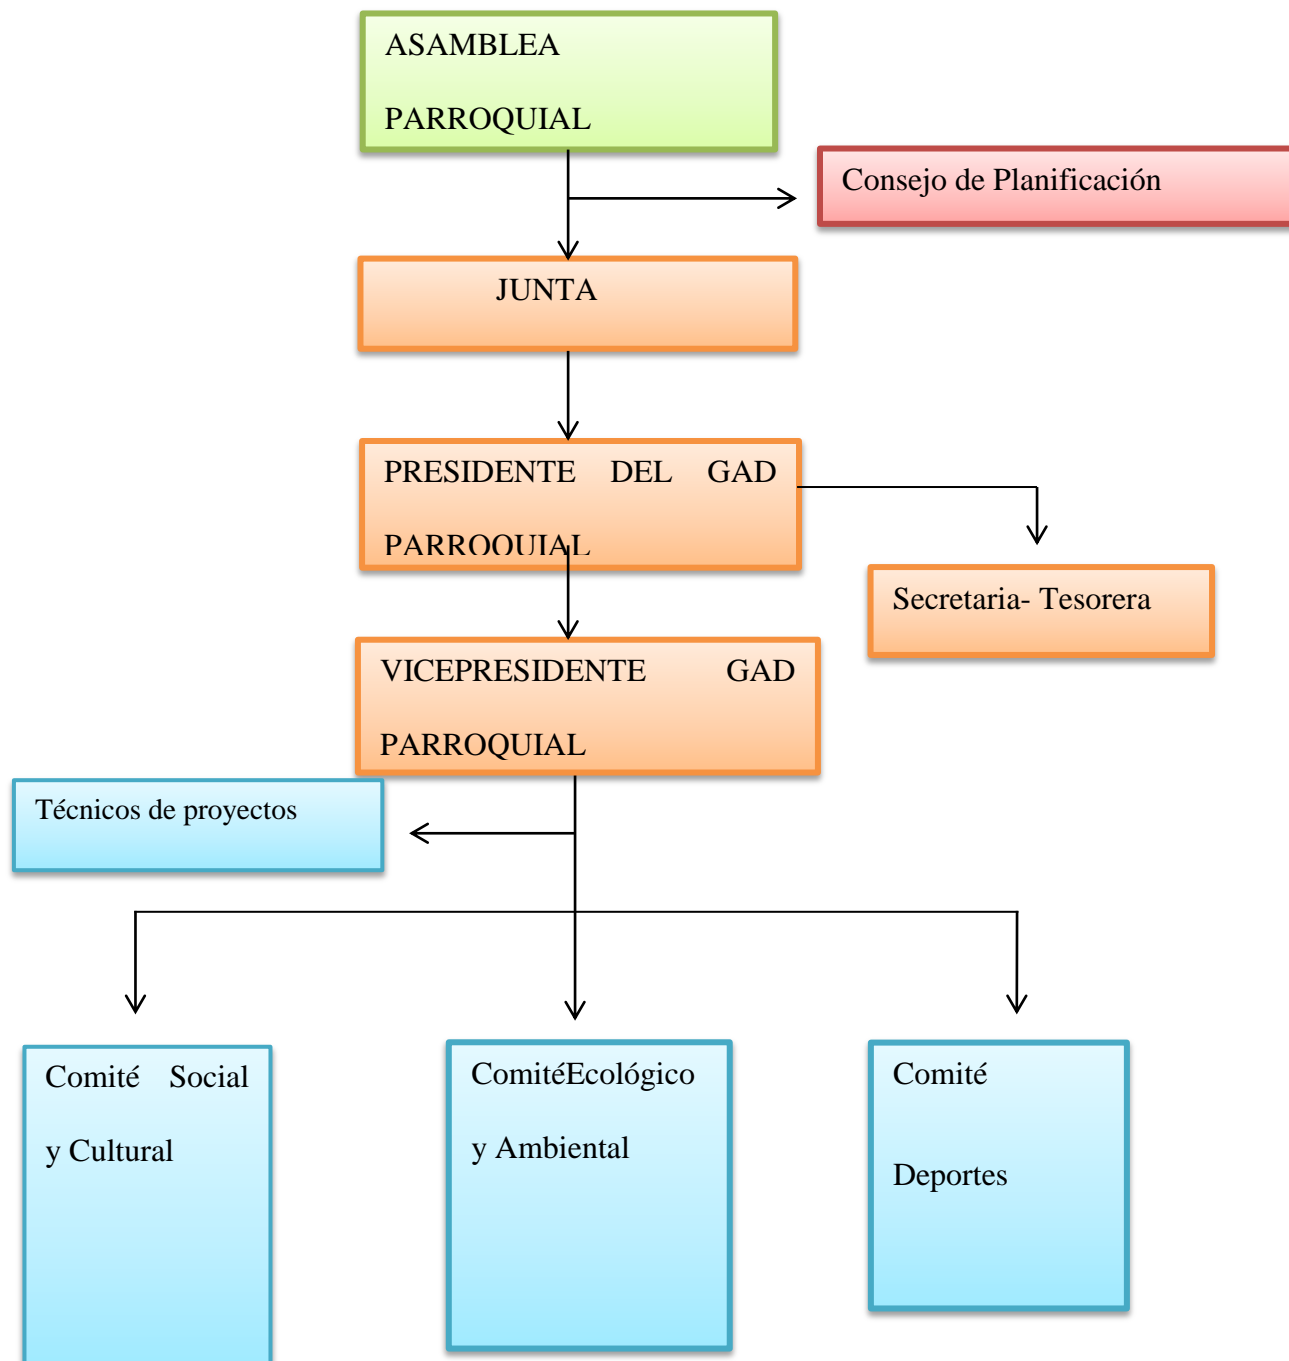 ASAMBLEA
PARROQUIAL
Consejo de Planificación
JUNTA
PRESIDENTE DEL GAD
PARROQUIAL
Secretaria- Tesorera
VICEPRESIDENTE GAD
PARROQUIAL
Técnicos de proyectos
Comité Social
y Cultural
ComitéEcológico
y Ambiental
Comité
Deportes